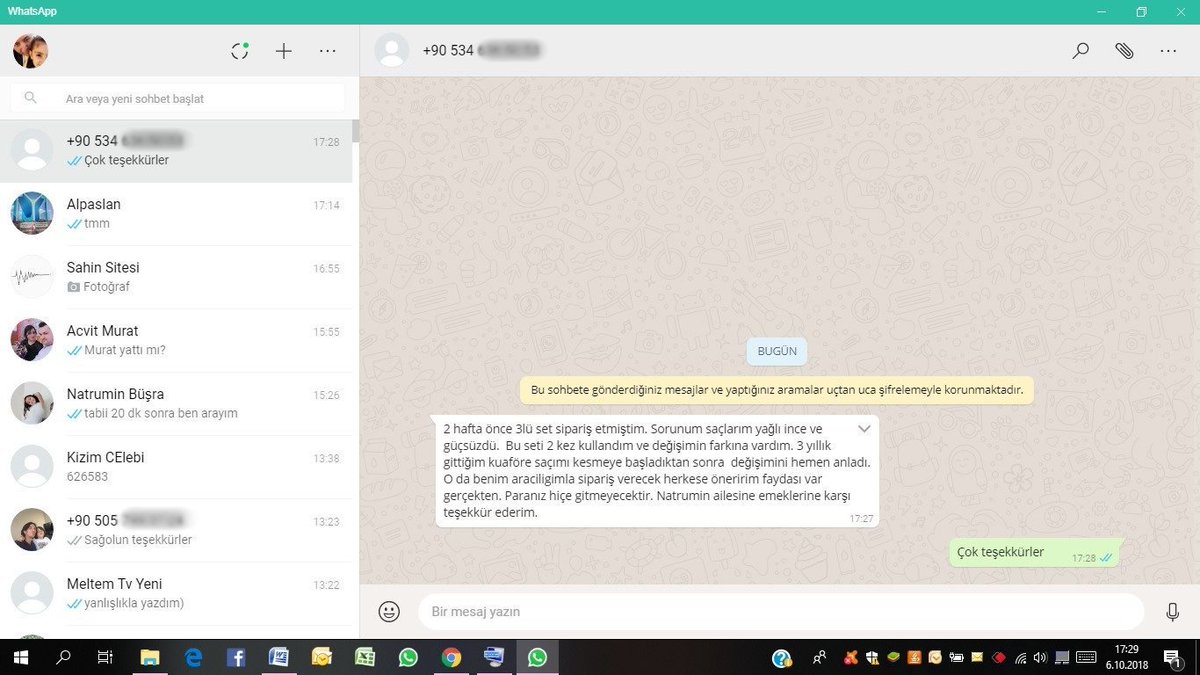 WhatsApp
+90 534
Ara veya yeni sohbet başlat
+90 534
17:28
Çok teşekkürler
Alpaslan
17:14
tmm
Sahin Sitesi
16:55
Fotoğraf
Acvit Murat
15:55
Murat yattı mı?
Natrumin Büşra
15:26
tabii 20 dk sonra ben arayım
Kizim CElebi
13:38
626583
+90 505
13:23
Sağolun teşekkürler
Meltem Tv Yeni
13:22
yanlışlıkla yazdım)
BUGÜN
Bu sohbete gönderdiğiniz mesajlar ve yaptığınız aramalar uçtan uca şifrelemeyle korunmaktadır.
2 hafta önce 3lü set sipariş etmiştim. Sorunum saçlarım yağlı ince ve
güçsüzdü. Bu seti 2 kez kullandım ve değişimin farkına vardım. 3 yıllık
gittiğim kuaföre saçımı kesmeye başladıktan sonra değişimini hemen anladı.
O da benim araciligimla sipariş verecek herkese öneririm faydası var
gerçekten. Paranız hiçe gitmeyecektir. Natrumin ailesine emeklerine karşı
teşekkür ederim.
17:27
Çok teşekkürler
17:28
Bir mesaj yazın
17:29
6.10.2018
1